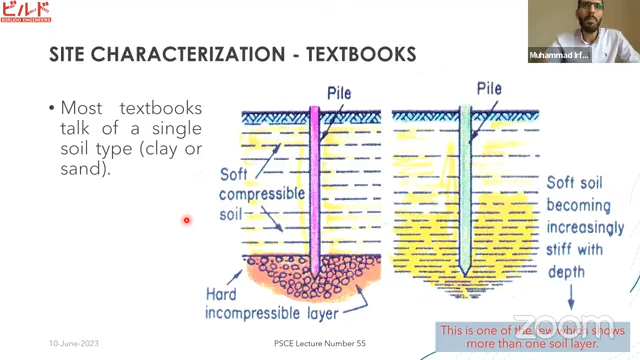 ビルド
BIRUDO ENGINEERS
Muhammad Irf...
SITE CHARACTERIZATION - TEXTBOOKS
• Most textbooks
talk of a single
soil type (clay or
sand).
Pile
Soft
compressible
soil
Hard
incompressible layer
Pile
Soft soil
becoming
increasingly
stiff with
depth
zoom
This is one of the few which shows
more than one soil layer.
10-June-2023
PSCE Lecture Number 55